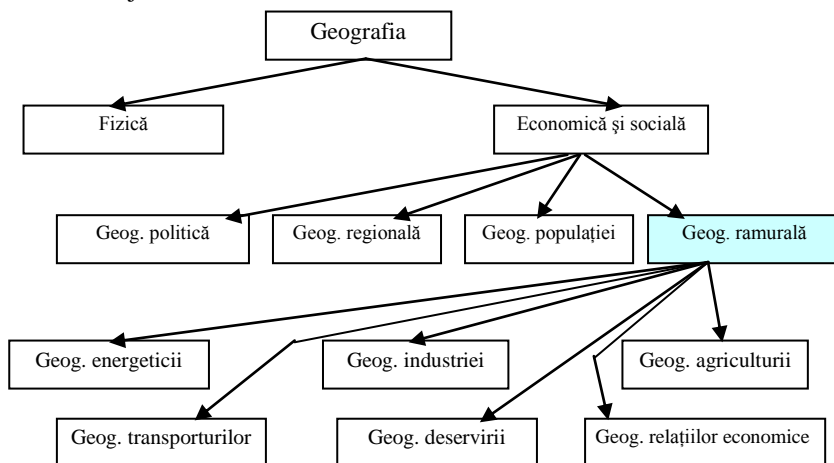 Geografia
Fizică
Economică şi socială
Geog. politică
Geog. regională
Geog. populației
Geog. ramurală
Geog. energeticii
Geog. industriei
Geog. agriculturii
Geog. transporturilor
Geog. deservirii
Geog. relațiilor economice